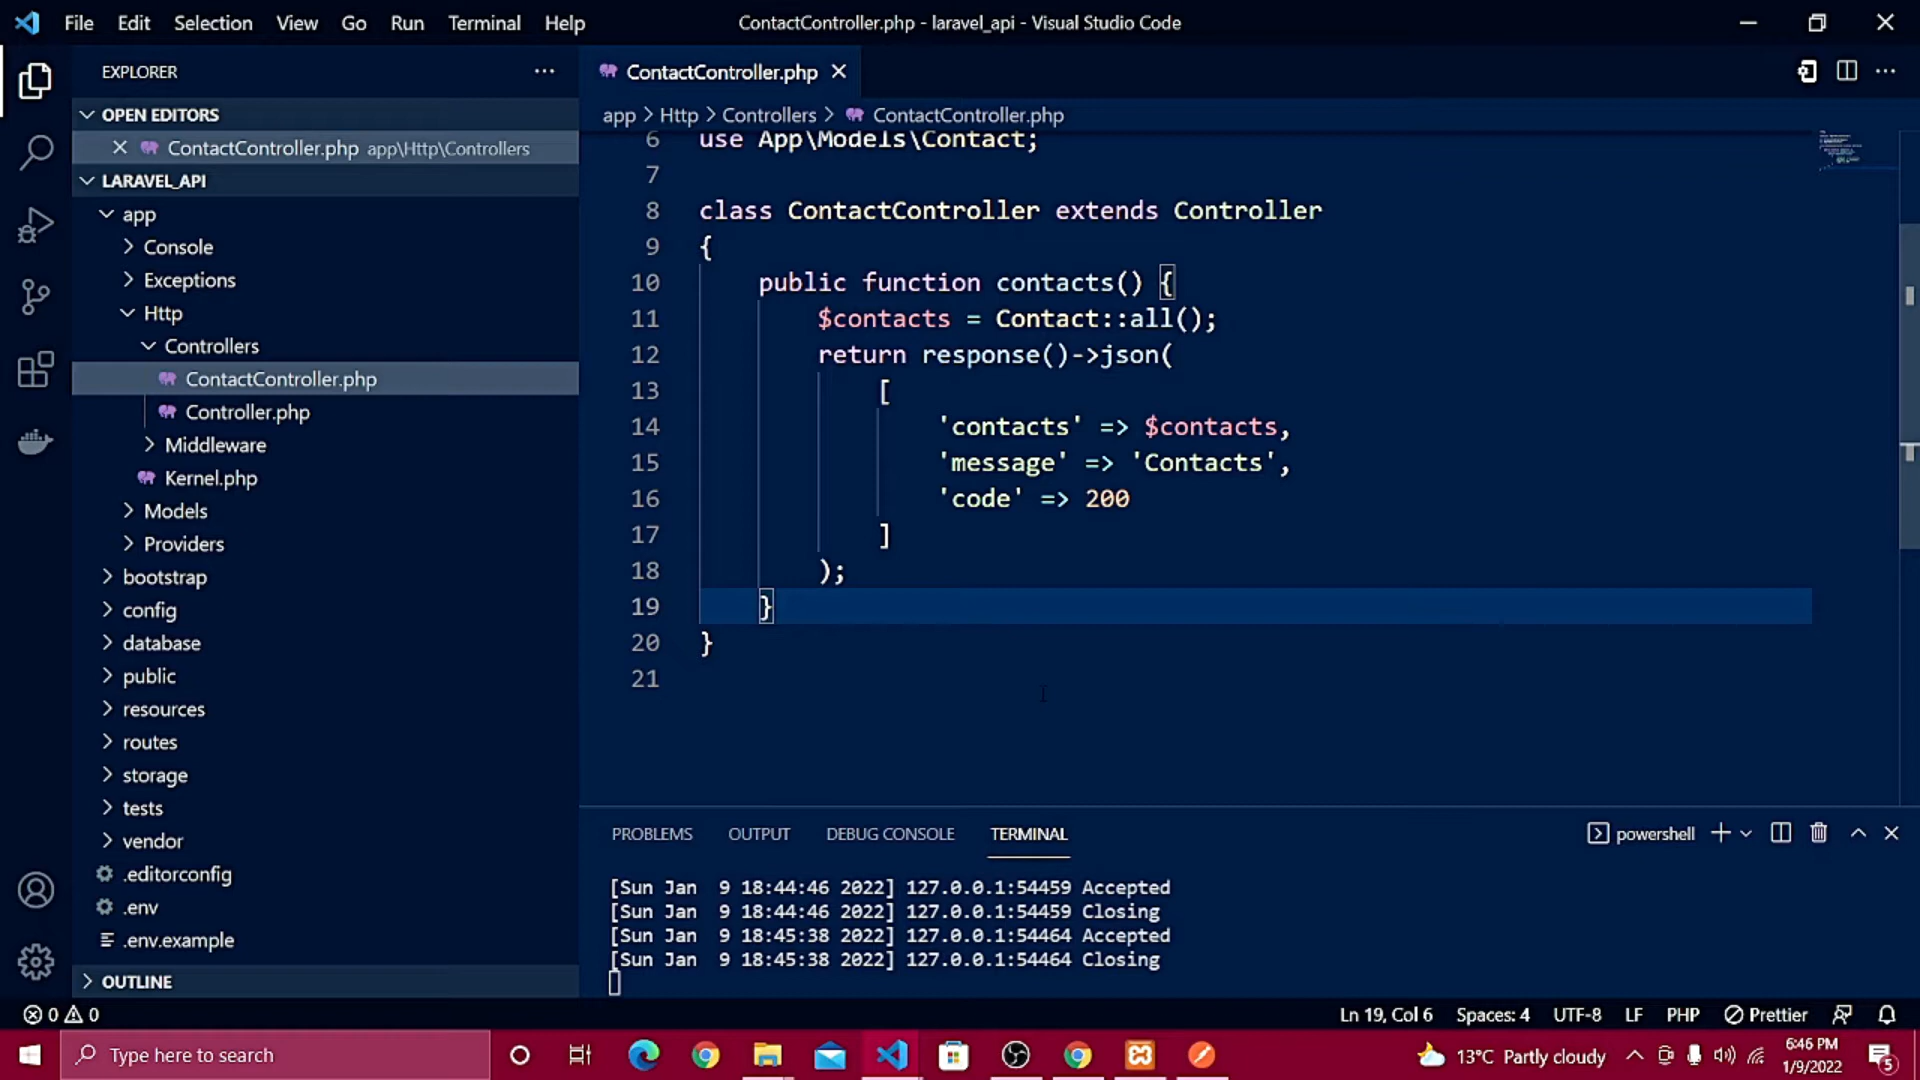 File Edit Selection View Go Run Terminal Help
ContactController.php - laravel_api - Visual Studio Code
EXPLORER
OPEN EDITORS
ContactController.php app\Http\Controllers
LARAVEL_API
app
Console
Exceptions
Http
Controllers
ContactController.php
Controller.php
Middleware
Kernel.php
Models
Providers
bootstrap
config
database
public
resources
routes
storage
tests
vendor
.editorconfig
.env
.env.example
OUTLINE
ContactController.php
app > Http > Controllers > ContactController.php
6 use App\Models\Contact;
7
8 class ContactController extends Controller
9 {
10 public function contacts() {
11 $contacts = Contact::all();
12 return response()->json(
13 [
14 'contacts' => $contacts,
15 'message' => 'Contacts',
16 'code' => 200
17 ]
18 );
19 }
20 }
21
PROBLEMS OUTPUT DEBUG CONSOLE TERMINAL
powershell
[Sun Jan  9 18:44:46 2022] 127.0.0.1:54459 Accepted
[Sun Jan  9 18:44:46 2022] 127.0.0.1:54459 Closing
[Sun Jan  9 18:45:38 2022] 127.0.0.1:54464 Accepted
[Sun Jan  9 18:45:38 2022] 127.0.0.1:54464 Closing
0 0
Ln 19, Col 6 Spaces: 4 UTF-8 LF PHP Prettier
Type here to search
13°C Partly cloudy
6:46 PM
1/9/2022
5